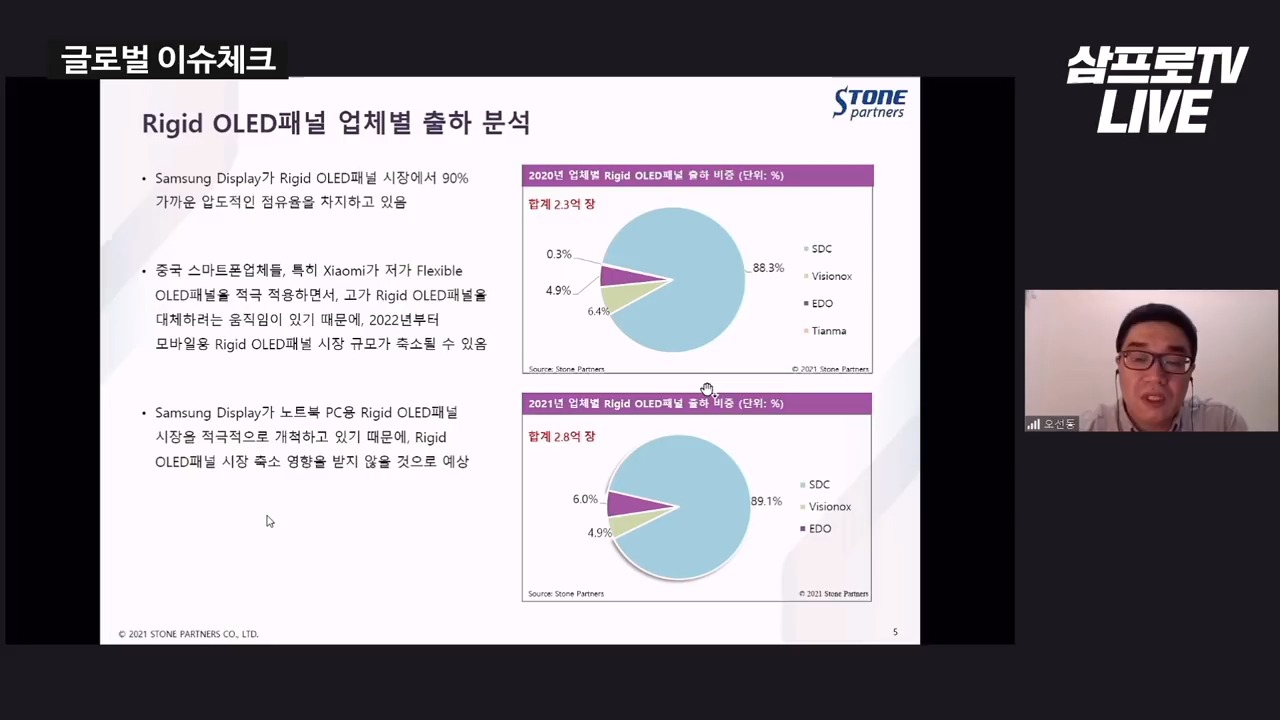 글로벌 이슈체크
삼프로TV
LIVE
STONE
partners
Rigid OLED패널 업체별 출하 분석
• Samsung Display가 Rigid OLED패널 시장에서 90%
가까운 압도적인 점유율을 차지하고 있음
• 중국 스마트폰업체들, 특히 Xiaomi가 저가 Flexible
OLED패널을 적극 적용하면서, 고가 Rigid OLED패널을
대체하려는 움직임이 있기 때문에, 2022년부터
모바일용 Rigid OLED패널 시장 규모가 축소될 수 있음
• Samsung Display가 노트북 PC용 Rigid OLED패널
시장을 적극적으로 개척하고 있기 때문에, Rigid
OLED패널 시장 축소 영향을 받지 않을 것으로 예상
2020년 업체별 Rigid OLED패널 출하 비중 (단위: %)
합계 2.3억 장
0.3%
4.9%
6.4%
88.3%
SDC
Visionox
EDO
Tianma
Source: Stone Partners
© 2021 Stone Partners
2021년 업체별 Rigid OLED패널 출하 비중 (단위: %)
합계 2.8억 장
6.0%
4.9%
89.1%
SDC
Visionox
EDO
Source: Stone Partners
© 2021 Stone Partners
© 2021 STONE PARTNERS CO., LTD.
5
오선동